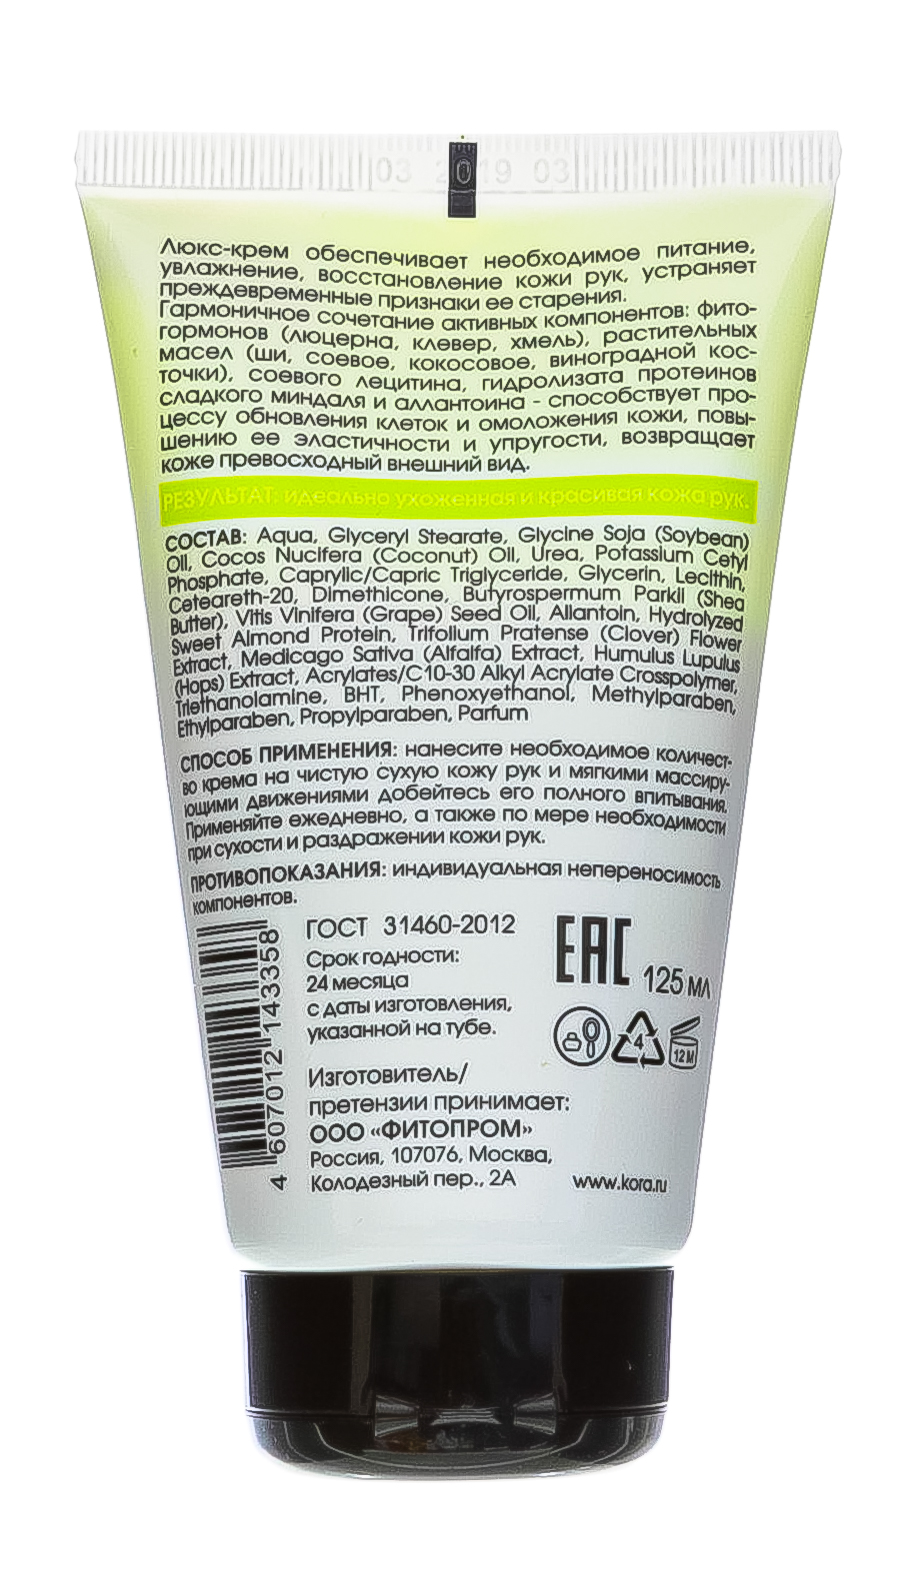 03 2019 03
Люкс-крем обеспечивает необходимое питание,
увлажнение, восстановление кожи рук, устраняет
преждевременные признаки ее старения.
Гармоничное сочетание активных компонентов: фито-
гормонов (люцерна, клевер, хмель), растительных
масел (ши, соевое, кокосовое, виноградной кос-
точки), соевого лецитина, гидролизата протеинов
сладкого миндаля и аллантоина - способствует про-
цессу обновления клеток и омоложения кожи, повы-
шению ее эластичности и упругости, возвращает
коже превосходный внешний вид.
РЕЗУЛЬТАТ: идеально ухоженная и красивая кожа рук.
СОСТАВ: Aqua, Glyceryl Stearate, Glycine Soja (Soybean)
Oil, Cocos Nucifera (Coconut) Oil, Urea, Potassium Cetyl
Phosphate, Caprylic/Capric Triglyceride, Glycerin, Lecithin,
Ceteareth-20, Dimethicone, Butyrospermum Parkii (Shea
Butter), Vitis Vinifera (Grape) Seed Oil, Allantoin, Hydrolyzed
Sweet Almond Protein, Trifolium Pratense (Clover) Flower
Extract, Medicago Sativa (Alfalfa) Extract, Humulus Lupulus
(Hops) Extract, Acrylates/C10-30 Alkyl Acrylate Crosspolymer,
Triethanolamine, BHT, Phenoxyethanol, Methylparaben,
Ethylparaben, Propylparaben, Parfum
СПОСОБ ПРИМЕНЕНИЯ: нанесите необходимое количест-
во крема на чистую сухую кожу рук и мягкими массиру-
ющими движениями добейтесь его полного впитывания.
Применяйте ежедневно, а также по мере необходимости
при сухости и раздражении кожи рук.
ПРОТИВОПОКАЗАНИЯ: индивидуальная непереносимость
компонентов.
4 607012 143358
ГОСТ 31460-2012
Срок годности:
24 месяца
с даты изготовления,
указанной на тубе.
EAC
125 мл
4
12 M
Изготовитель/
претензии принимает:
ООО «ФИТОПРОМ»
Россия, 107076, Москва,
Колодезный пер., 2А
www.kora.ru